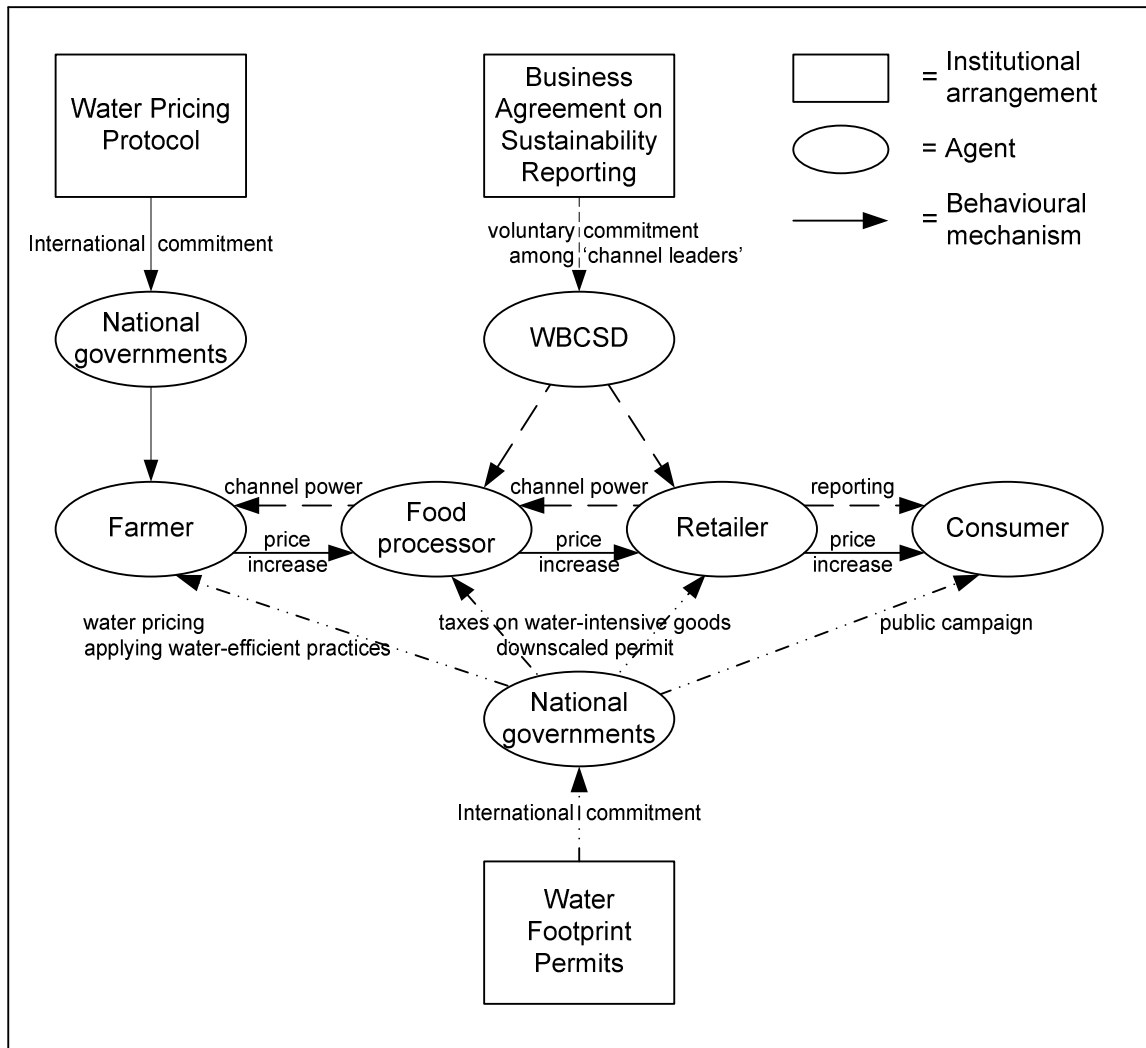 Water Pricing
Protocol
Business
Agreement on
Sustainability
Reporting
= Institutional
arrangement
= Agent
= Behavioural
mechanism
International commitment
voluntary commitment
among ‘channel leaders’
National
governments
WBCSD
channel power
channel power
reporting
Farmer
Food
processor
Retailer
Consumer
price
increase
price
increase
price
increase
water pricing
applying water-efficient practices
taxes on water-intensive goods
downscaled permit
public campaign
National
governments
International commitment
Water
Footprint
Permits